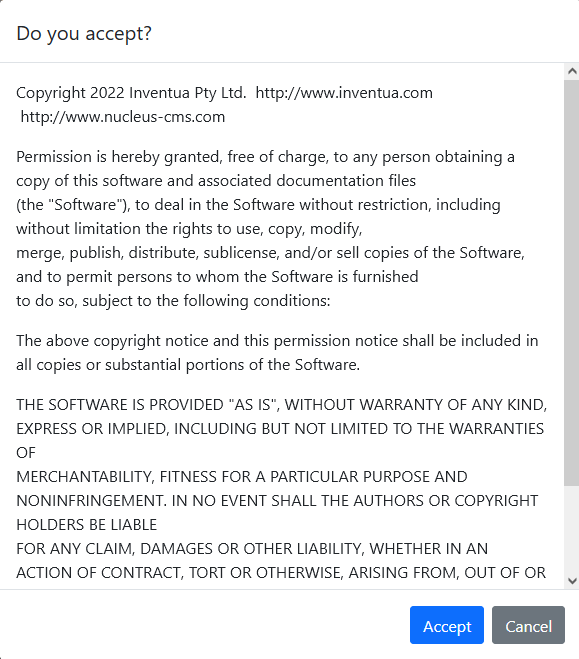 Do you accept?
Copyright 2022 Inventua Pty Ltd.  http://www.inventua.com
http://www.nucleus-cms.com
Permission is hereby granted, free of charge, to any person obtaining a
copy of this software and associated documentation files
(the "Software"), to deal in the Software without restriction, including
without limitation the rights to use, copy, modify,
merge, publish, distribute, sublicense, and/or sell copies of the Software,
and to permit persons to whom the Software is furnished
to do so, subject to the following conditions:
The above copyright notice and this permission notice shall be included in
all copies or substantial portions of the Software.
THE SOFTWARE IS PROVIDED "AS IS", WITHOUT WARRANTY OF ANY KIND,
EXPRESS OR IMPLIED, INCLUDING BUT NOT LIMITED TO THE WARRANTIES
OF
MERCHANTABILITY, FITNESS FOR A PARTICULAR PURPOSE AND
NONINFRINGEMENT. IN NO EVENT SHALL THE AUTHORS OR COPYRIGHT
HOLDERS BE LIABLE
FOR ANY CLAIM, DAMAGES OR OTHER LIABILITY, WHETHER IN AN
ACTION OF CONTRACT, TORT OR OTHERWISE, ARISING FROM, OUT OF OR
Accept Cancel